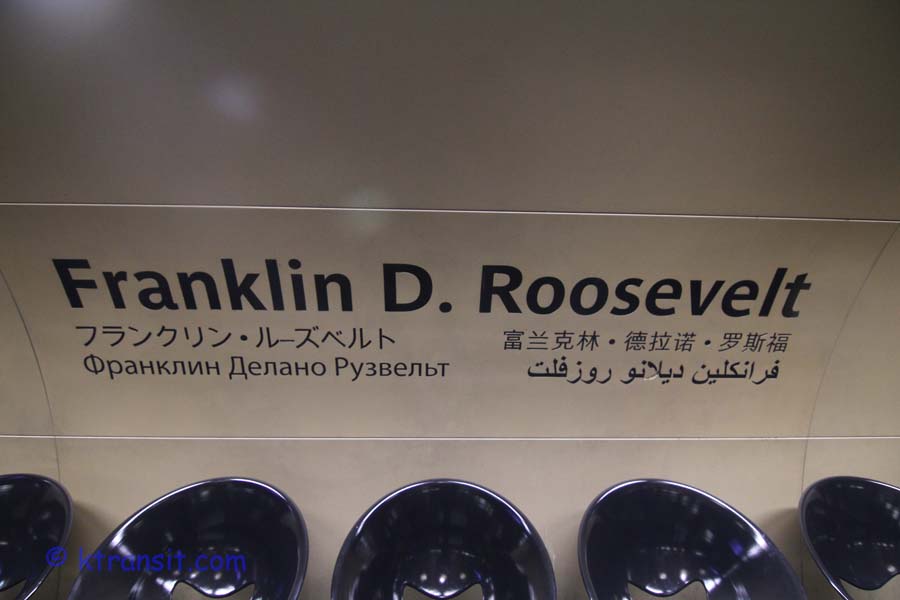 Franklin D. Roosevelt
フランクリン・ルーズベルト
富兰克林・德拉诺・罗斯福
Франклин Делано Рузвельт
فرانكلين ديلانو روزفلت
© ktransit.com